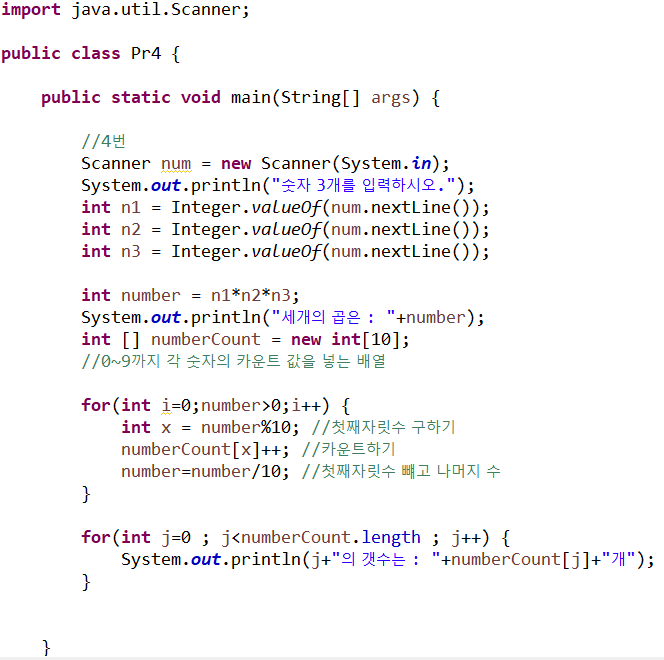 import java.util.Scanner;
public class Pr4 {
public static void main(String[] args) {
//4번
Scanner num = new Scanner(System.in);
System.out.println("숫자 3개를 입력하시오.");
int n1 = Integer.valueOf(num.nextLine());
int n2 = Integer.valueOf(num.nextLine());
int n3 = Integer.valueOf(num.nextLine());
int number = n1*n2*n3;
System.out.println("세개의 곱은 : "+number);
int [] numberCount = new int[10];
//0~9까지 각 숫자의 카운트 값을 넣는 배열
for(int i=0;number>0;i++) {
int x = number%10; //첫째자릿수 구하기
numberCount[x]++; //카운트하기
number=number/10; //첫째자릿수 빼고 나머지 수
}
for(int j=0 ; j<numberCount.length ; j++) {
System.out.println(j+"의 갯수는 : "+numberCount[j]+"개");
}
}